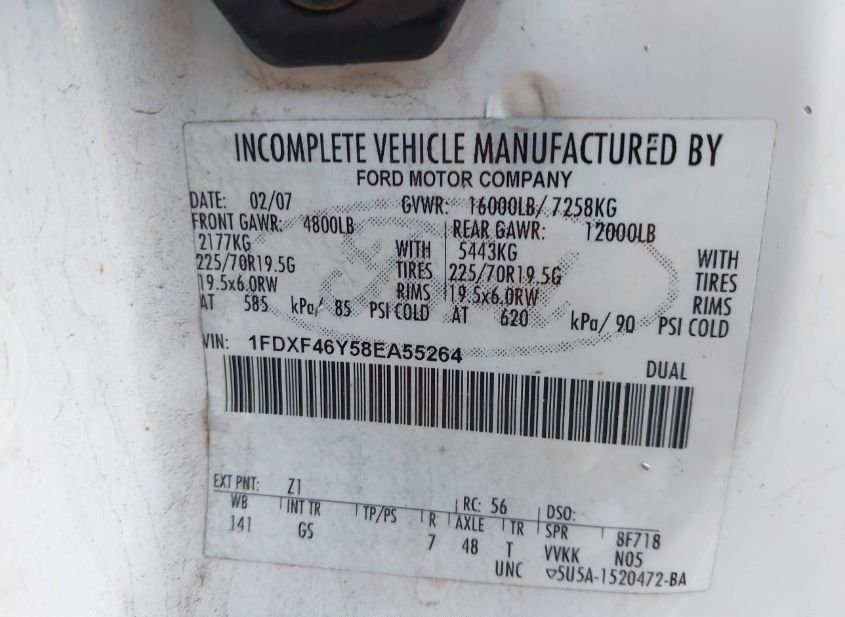 INCOMPLETE VEHICLE MANUFACTURED BY
FORD MOTOR COMPANY
DATE: 02/07 GVWR: 16000LB/ 7258KG
FRONT GAWR: 4800LB REAR GAWR: 12000LB
2177KG WITH 5443KG WITH
225/70R19.5G TIRES 225/70R19.5G TIRES
19.5x6.0RW RIMS 19.5x6.0RW RIMS
AT 585 kPa/ 85 PSI COLD AT 620 kPa/ 90 PSI COLD
VIN: 1FDXF46Y58EA55264
DUAL
EXT PNT: Z1 RC: 56 DSO:
WB INT TR TP/PS R AXLE TR SPR 8F718
141 GS 7 48 T VVKK N05
UNC ▽5U5A-1520472-BA